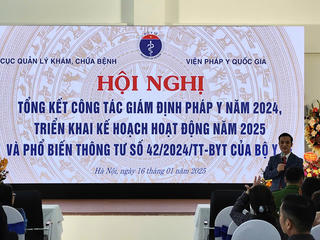 CỤC QUẢN LÝ KHÁM, CHỮA BỆNH
VIỆN PHÁP Y QUỐC GIA
HỘI NGHỊ
TỔNG KẾT CÔNG TÁC GIÁM ĐỊNH PHÁP Y NĂM 2024,
TRIỂN KHAI KẾ HOẠCH HOẠT ĐỘNG NĂM 2025
VÀ PHỔ BIẾN THÔNG TƯ SỐ 42/2024/TT-BYT CỦA BỘ Y
Hà Nội, ngày 16 tháng 01 năm 2025